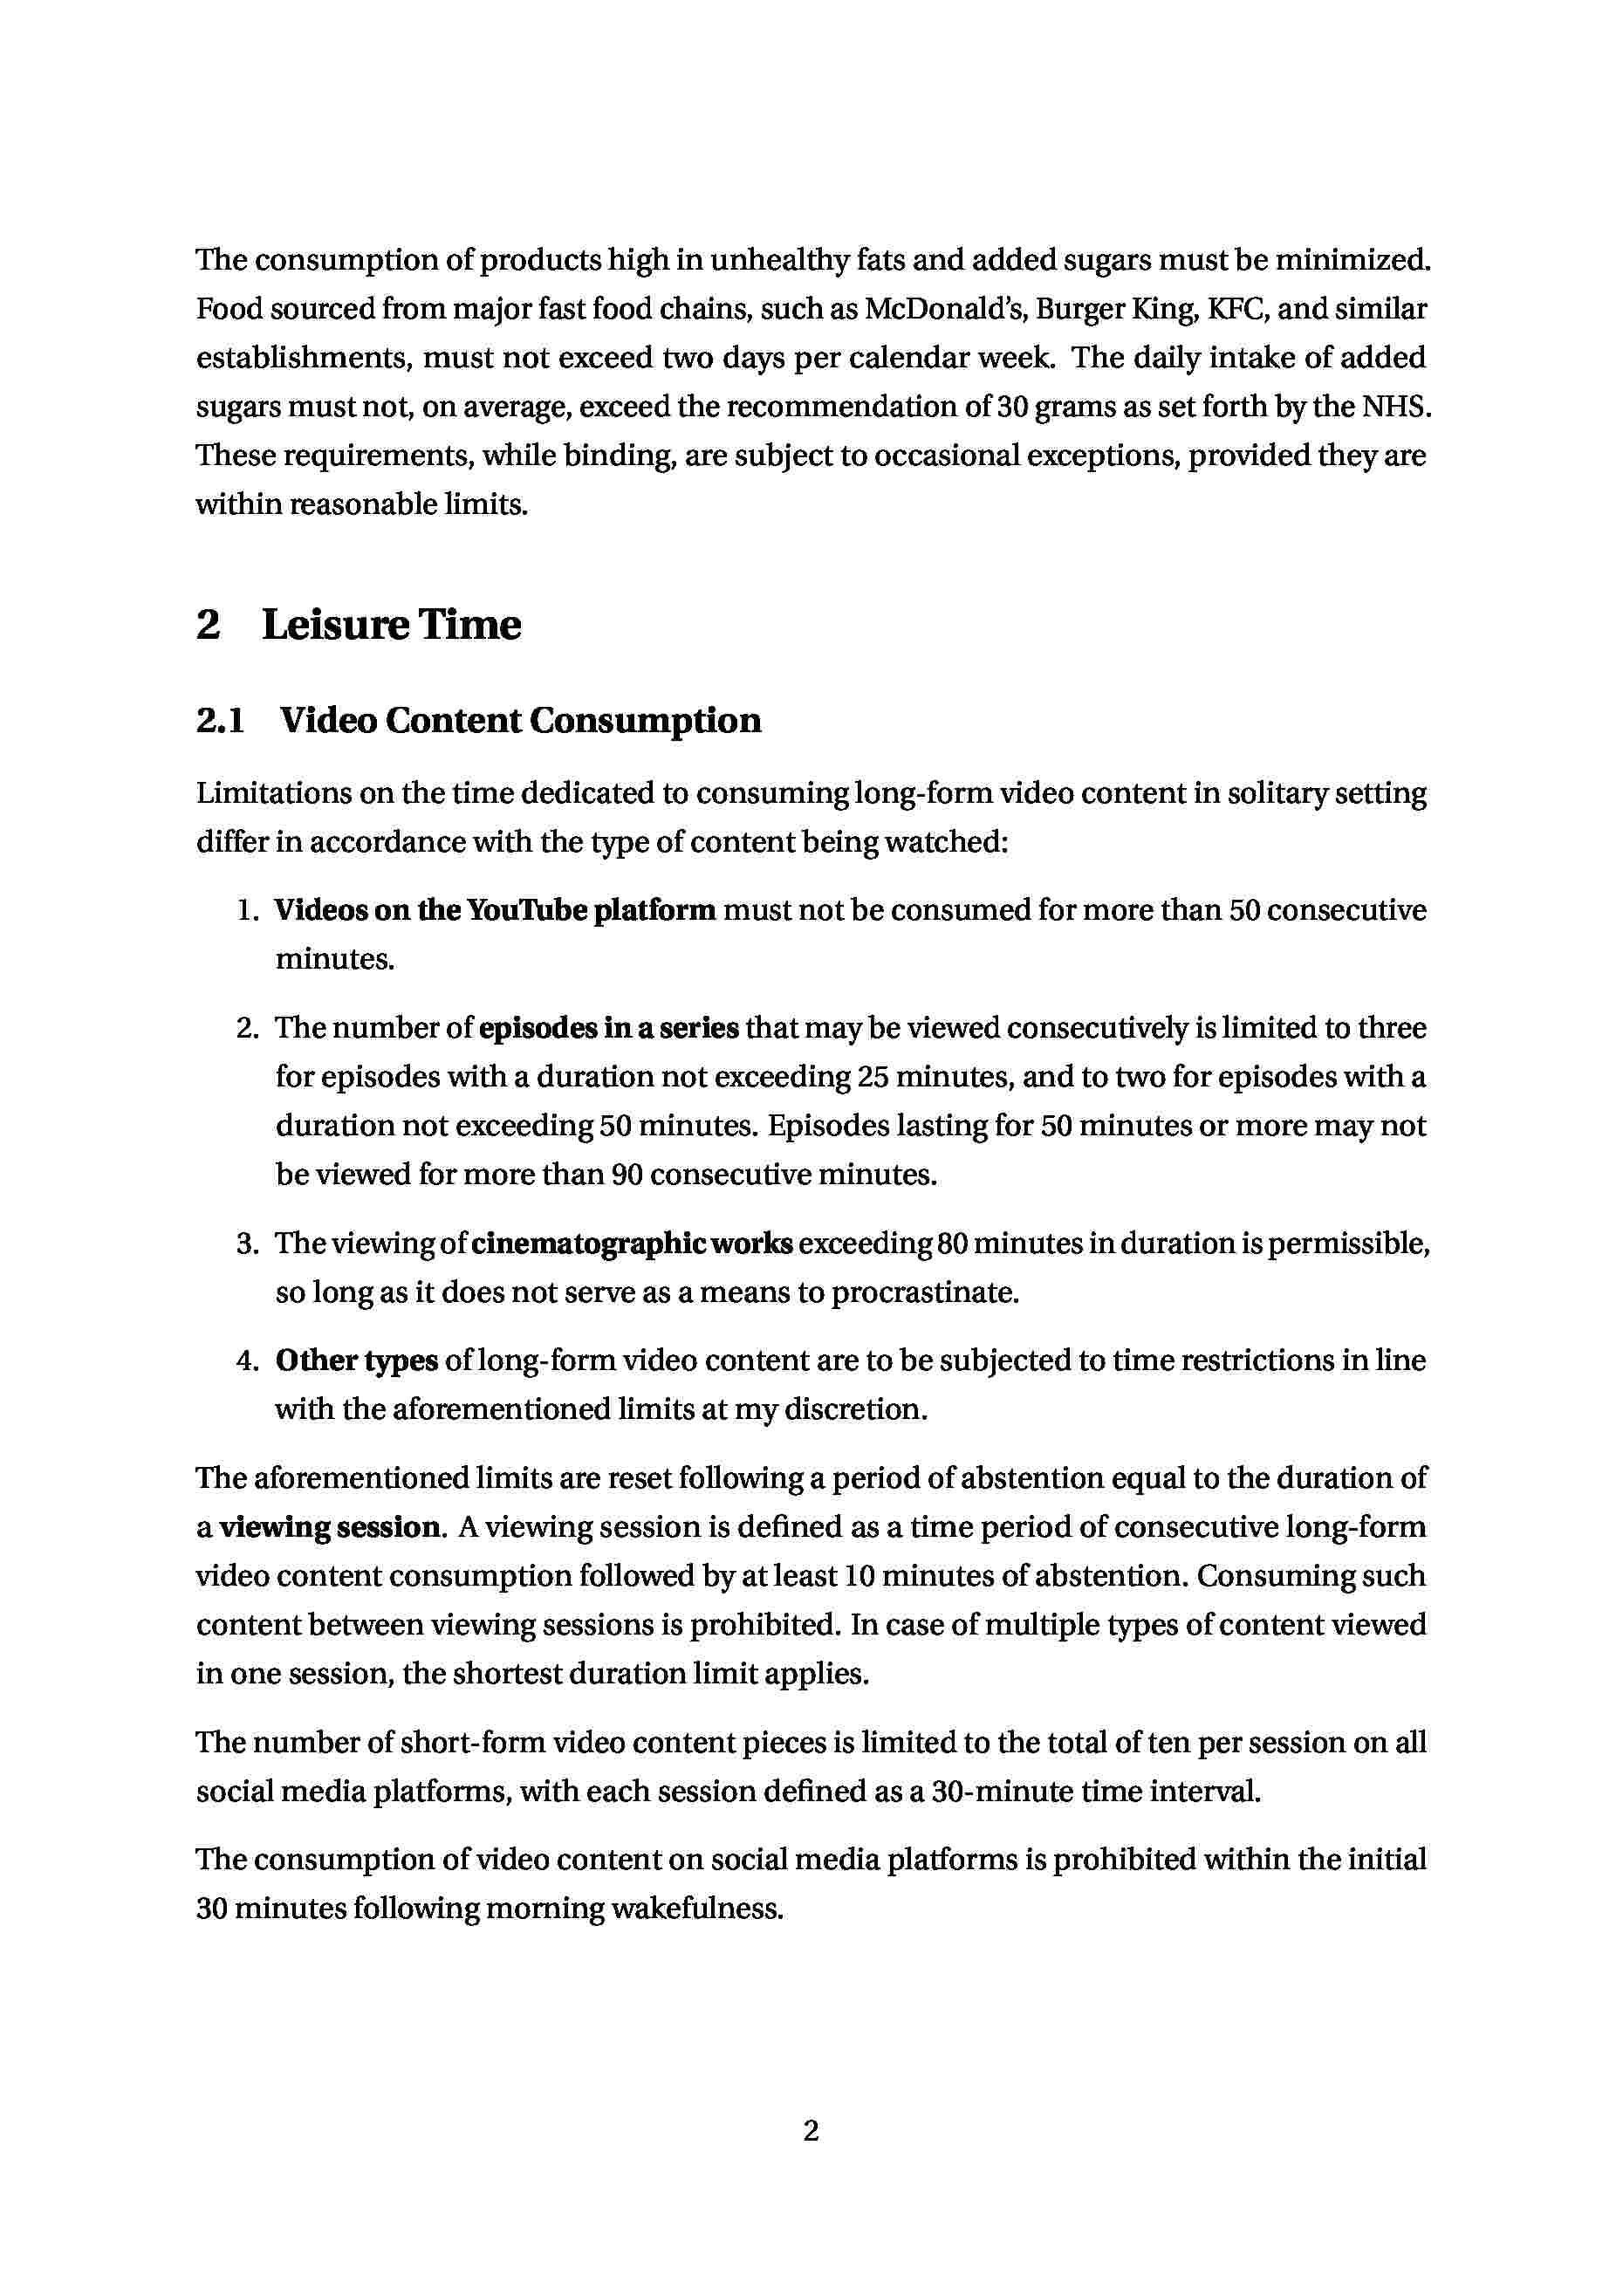 The consumption of products high in unhealthy fats and added sugars must be minimized.
Food sourced from major fast food chains, such as McDonald’s, Burger King, KFC, and similar
establishments, must not exceed two days per calendar week. The daily intake of added
sugars must not, on average, exceed the recommendation of 30 grams as set forth by the NHS.
These requirements, while binding, are subject to occasional exceptions, provided they are
within reasonable limits.
2 Leisure Time
2.1 Video Content Consumption
Limitations on the time dedicated to consuming long-form video content in solitary setting
differ in accordance with the type of content being watched:
1. Videos on the YouTube platform must not be consumed for more than 50 consecutive
minutes.
2. The number of episodes in a series that may be viewed consecutively is limited to three
for episodes with a duration not exceeding 25 minutes, and to two for episodes with a
duration not exceeding 50 minutes. Episodes lasting for 50 minutes or more may not
be viewed for more than 90 consecutive minutes.
3. The viewing of cinematographic works exceeding 80 minutes in duration is permissible,
so long as it does not serve as a means to procrastinate.
4. Other types of long-form video content are to be subjected to time restrictions in line
with the aforementioned limits at my discretion.
The aforementioned limits are reset following a period of abstention equal to the duration of
a viewing session. A viewing session is defined as a time period of consecutive long-form
video content consumption followed by at least 10 minutes of abstention. Consuming such
content between viewing sessions is prohibited. In case of multiple types of content viewed
in one session, the shortest duration limit applies.
The number of short-form video content pieces is limited to the total of ten per session on all
social media platforms, with each session defined as a 30-minute time interval.
The consumption of video content on social media platforms is prohibited within the initial
30 minutes following morning wakefulness.
2